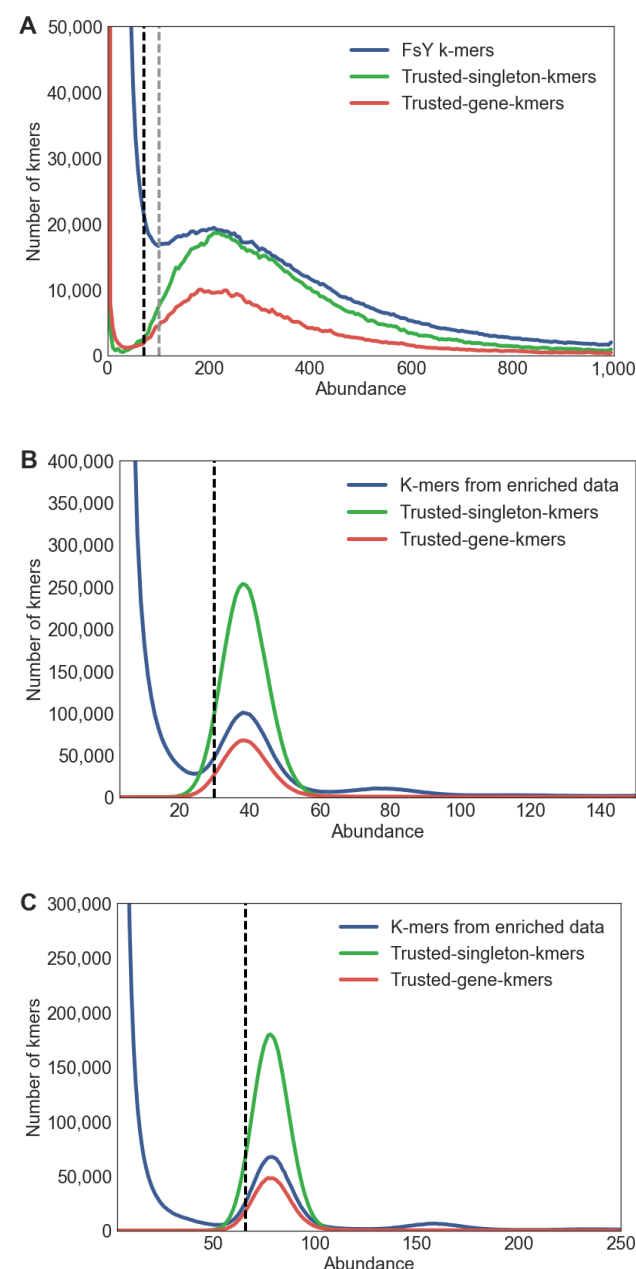 A
50,000
40,000
30,000
20,000
10,000
0
Number of kmers
FsY k-mers
Trusted-singleton-kmers
Trusted-gene-kmers
0 200 400 600 800 1,000
Abundance
B
400,000
350,000
300,000
250,000
200,000
150,000
100,000
50,000
0
Number of kmers
K-mers from enriched data
Trusted-singleton-kmers
Trusted-gene-kmers
20 40 60 80 100 120 140
Abundance
C
300,000
250,000
200,000
150,000
100,000
50,000
0
Number of kmers
K-mers from enriched data
Trusted-singleton-kmers
Trusted-gene-kmers
50 100 150 200 250
Abundance